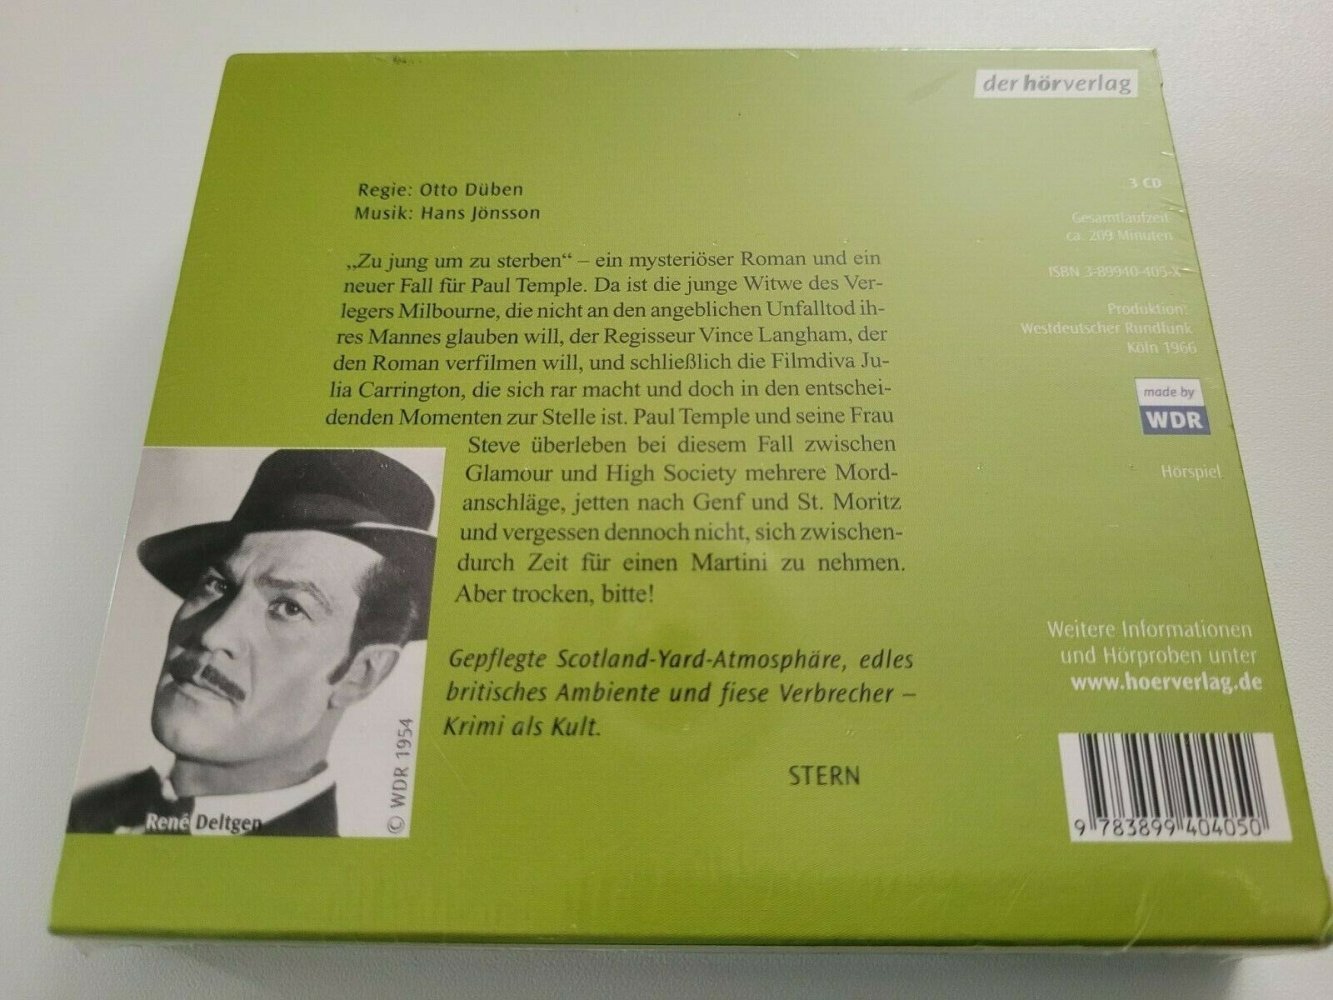 der hörverlag
Regie: Otto Düben
Musik: Hans Jönsson
„Zu jung um zu sterben“ – ein mysteriöser Roman und ein
neuer Fall für Paul Temple. Da ist die junge Witwe des Ver-
legers Milbourne, die nicht an den angeblichen Unfalltod ih-
res Mannes glauben will, der Regisseur Vince Langham, der
den Roman verfilmen will, und schließlich die Filmdiva Ju-
lia Carrington, die sich rar macht und doch in den entschei-
denden Momenten zur Stelle ist. Paul Temple und seine Frau
Steve überleben bei diesem Fall zwischen
Glamour und High Society mehrere Mord-
anschläge, jetten nach Genf und St. Moritz
und vergessen dennoch nicht, sich zwischen-
durch Zeit für einen Martini zu nehmen.
Aber trocken, bitte!
Gepflegte Scotland-Yard-Atmosphäre, edles
britisches Ambiente und fiese Verbrecher –
Krimi als Kult.
STERN
René Deltgen
© WDR 1954
3 CD
Gesamtlaufzeit
ca. 209 Minuten
ISBN 3-89940-405-X
Produktion:
Westdeutscher Rundfunk
Köln 1966
made by
WDR
Hörspiel
Weitere Informationen
und Hörproben unter
www.hoerverlag.de
9 783899 404050